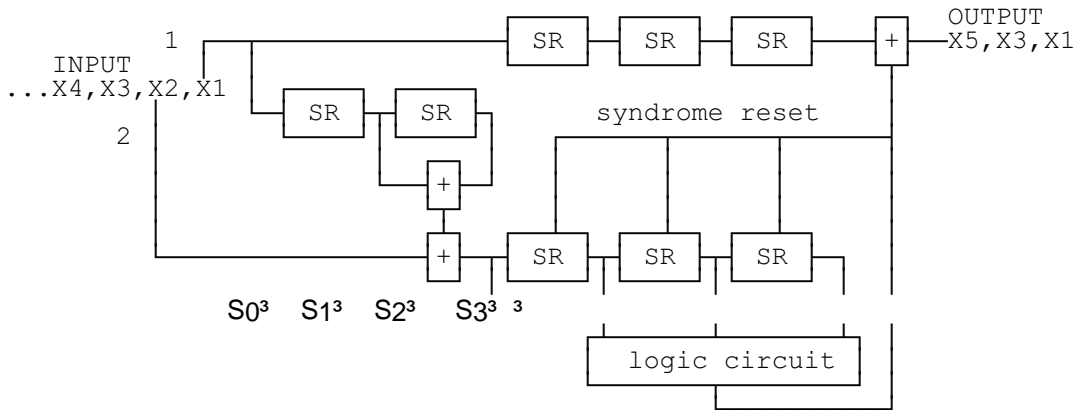 1
SR SR SR + OUTPUT
X5,X3,X1
INPUT
...X4,X3,X2,X1
SR SR
2
syndrome reset
+
+ SR SR SR
S0³ S1³ S2³ S3³ ³
logic circuit